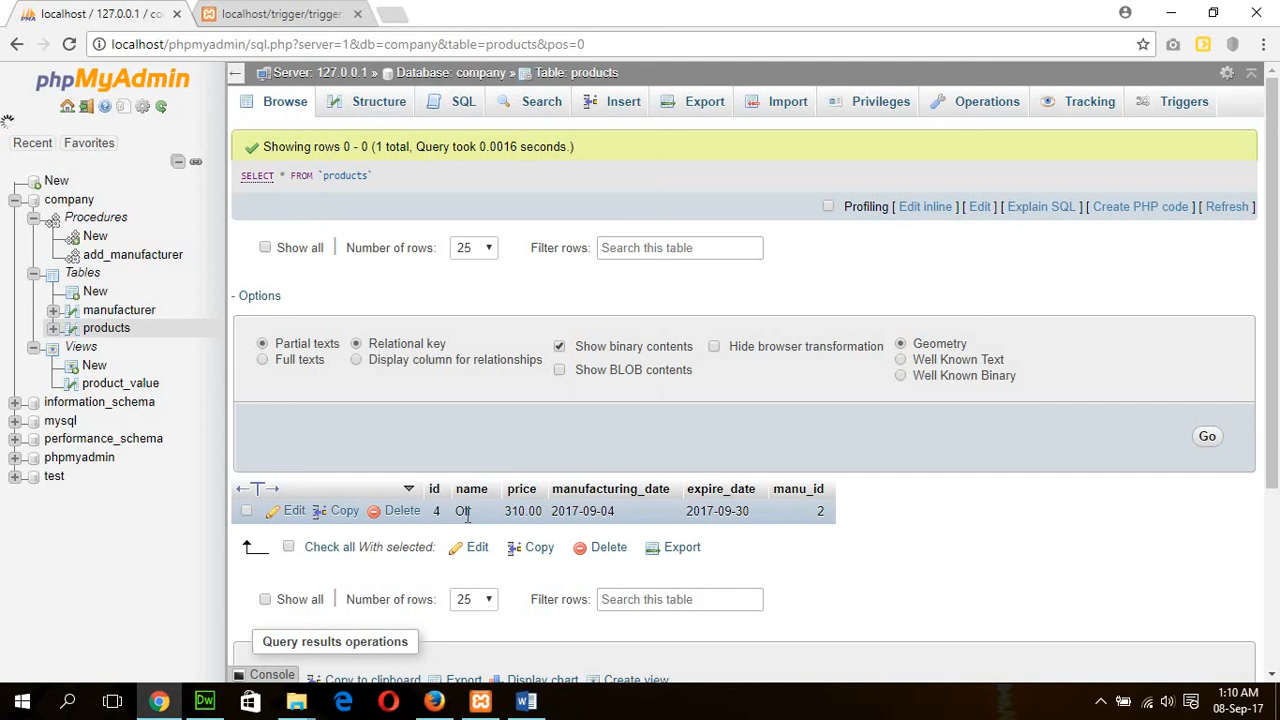 localhost / 127.0.0.1 / co
localhost/trigger/trigger
localhost/phpmyadmin/sql.php?server=1&db=company&table=products&pos=0
phpMyAdmin
Recent Favorites
New
company
Procedures
New
add_manufacturer
Tables
New
manufacturer
products
Views
New
product_value
information_schema
mysql
performance_schema
phpmyadmin
test
Server: 127.0.0.1 » Database: company » Table: products
Browse Structure SQL Search Insert Export Import Privileges Operations Tracking Triggers
Showing rows 0 - 0 (1 total, Query took 0.0016 seconds.)
SELECT * FROM `products`
Profiling [ Edit inline ] [ Edit ] [ Explain SQL ] [ Create PHP code ] [ Refresh ]
Show all | Number of rows: 25 Filter rows: Search this table
- Options
Partial texts Relational key Show binary contents Hide browser transformation Geometry
Full texts Display column for relationships Show BLOB contents Well Known Text
Well Known Binary
Go
id name price manufacturing_date expire_date manu_id
Edit Copy Delete 4 310.00 2017-09-04 2017-09-30 2
Check all With selected: Edit Copy Delete Export
Show all | Number of rows: 25 Filter rows: Search this table
Query results operations
Console
Copy to clipboard Export Display chart Create view
1:10 AM
08-Sep-17